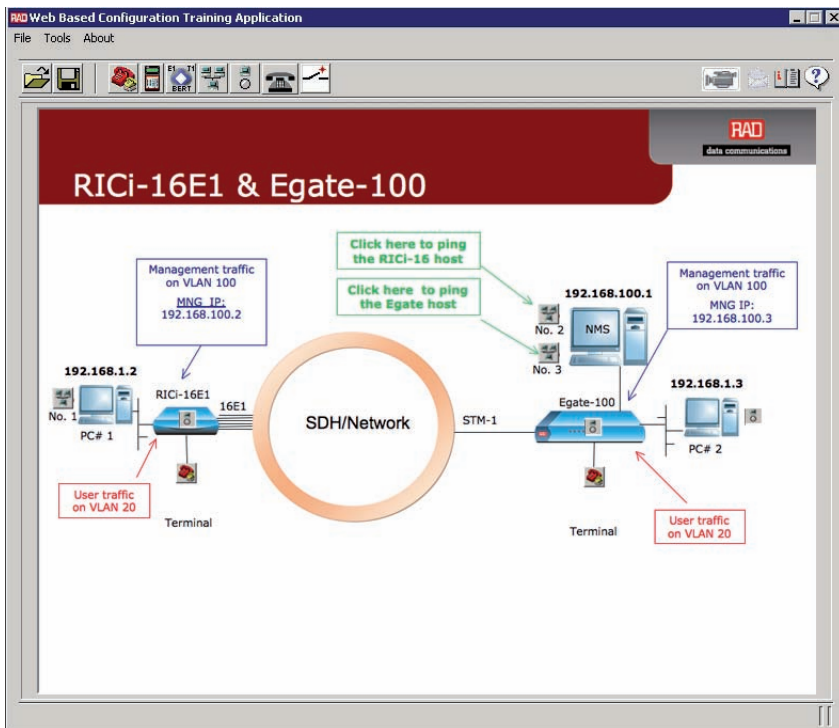 RAD Web Based Configuration Training Application
File Tools About
E1 T1
BERT
RAD
data communications
RICi-16E1 & Egate-100
Click here to ping
the RICi-16 host
Management traffic
on VLAN 100
MNG IP:
192.168.100.2
Click here to ping
the Egate host
192.168.100.1
Management traffic
on VLAN 100
MNG IP:
192.168.100.3
No. 2
NMS
No. 3
192.168.1.2
RICi-16E1
16E1
No. 1
PC# 1
SDH/Network
STM-1
Egate-100
192.168.1.3
PC# 2
User traffic
on VLAN 20
Terminal
Terminal
User traffic
on VLAN 20